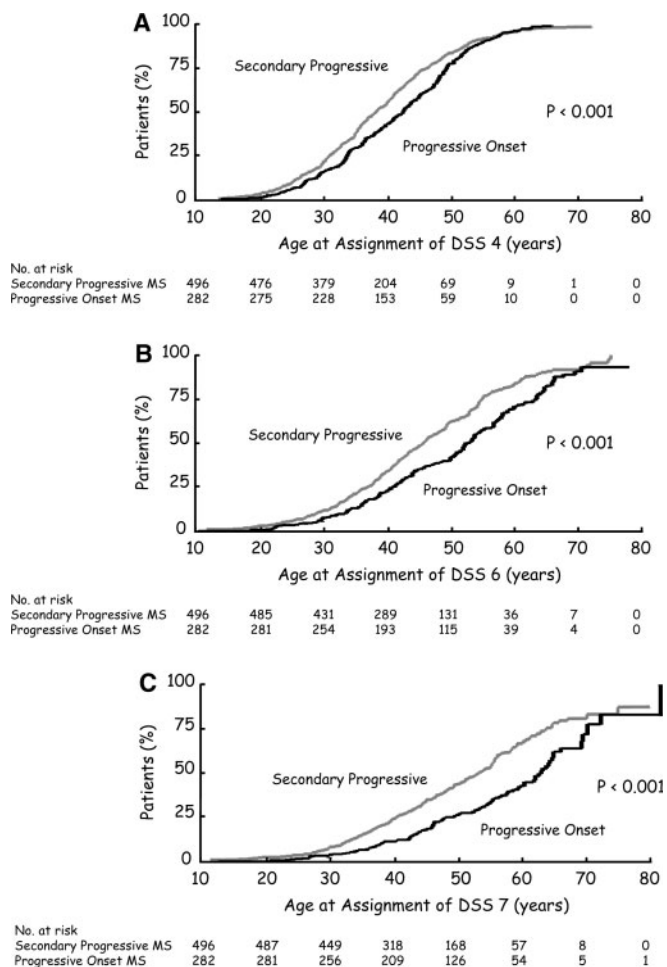 A
100
Secondary Progressive
75
Patients (%)
50
P < 0.001
Progressive Onset
25
0
10 20 30 40 50 60 70 80
Age at Assignment of DSS 4 (years)
No. at risk
Secondary Progressive MS 496 476 379 204 69 9 1 0
Progressive Onset MS 282 275 228 153 59 10 0 0
B
100
75
Patients (%)
Secondary Progressive
50
P < 0.001
25
Progressive Onset
0
10 20 30 40 50 60 70 80
Age at Assignment of DSS 6 (years)
No. at risk
Secondary Progressive MS 496 485 431 289 131 36 7 0
Progressive Onset MS 282 281 254 193 115 39 4 0
C
100
75
Patients (%)
50
Secondary Progressive
P < 0.001
25
Progressive Onset
0
10 20 30 40 50 60 70 80
Age at Assignment of DSS 7 (years)
No. at risk
Secondary Progressive MS 496 487 449 318 168 57 8 0
Progressive Onset MS 282 281 256 209 126 54 5 1